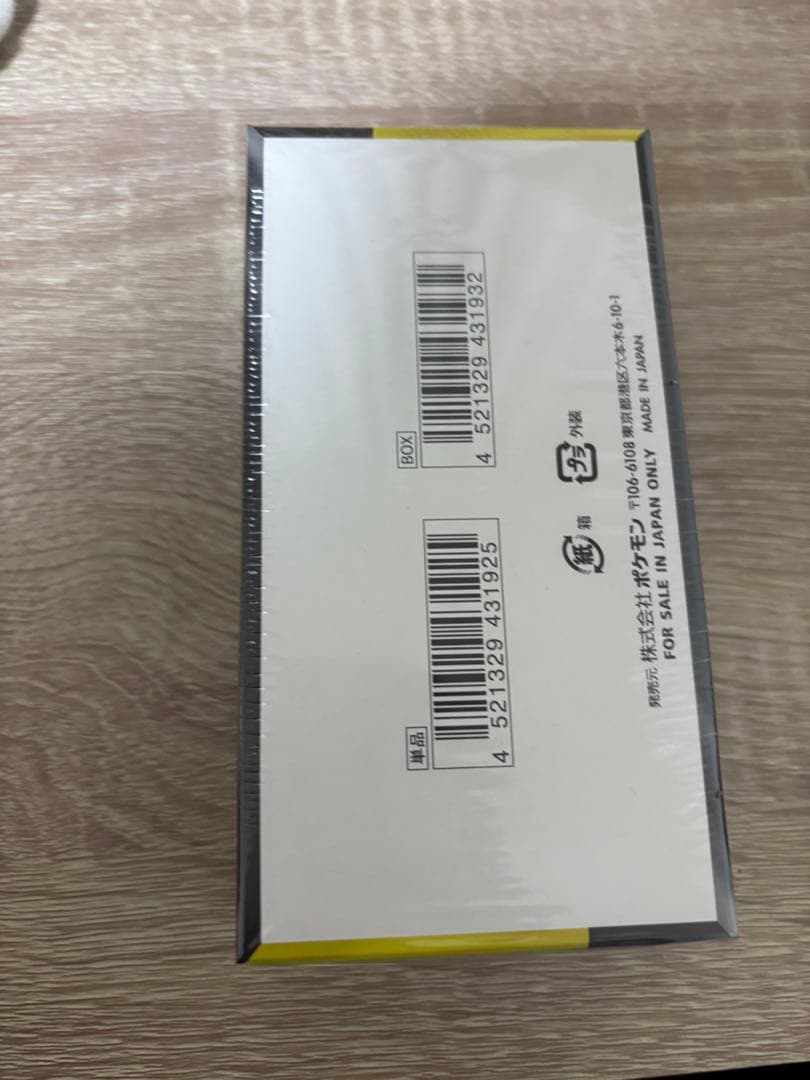 単品
4 521329 431925
BOX
4 521329 431932
紙 箱
プラ 外装
発売元 株式会社ポケモン 〒106-6108 東京都港区六本木6-10-1
FOR SALE IN JAPAN ONLY MADE IN JAPAN